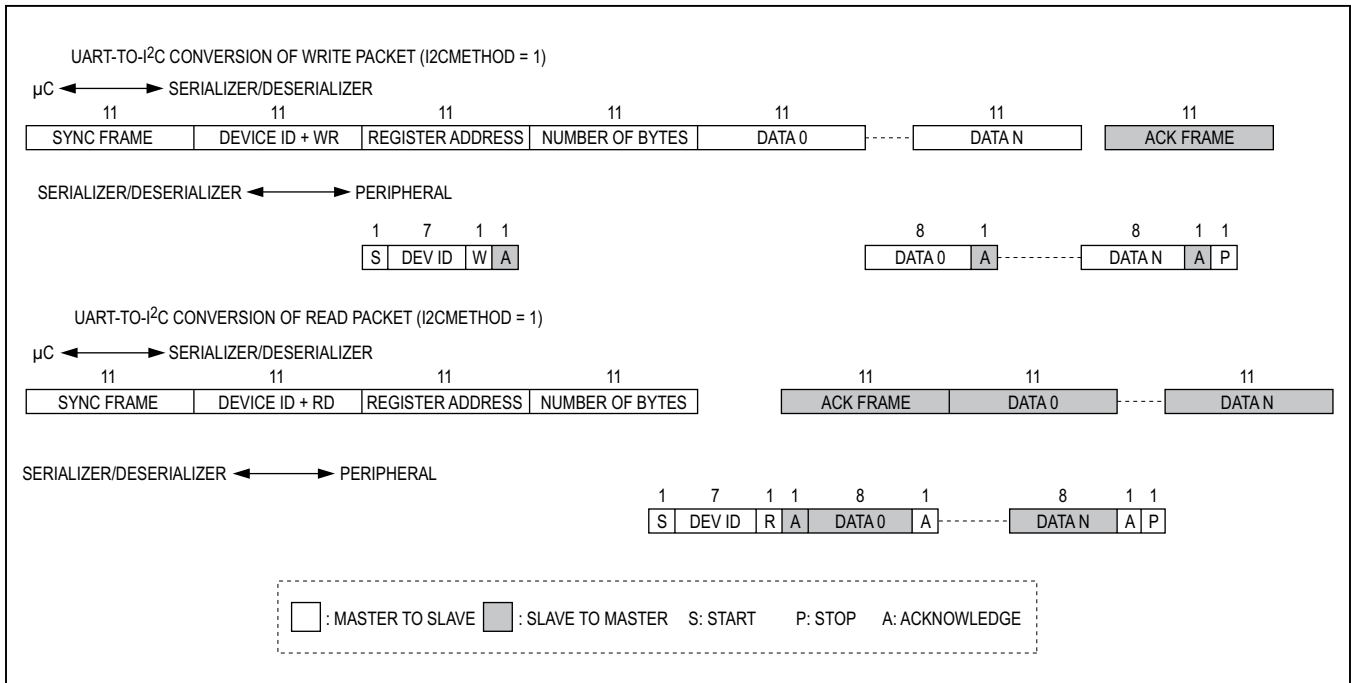 UART-TO-I2C CONVERSION OF WRITE PACKET (I2CMETHOD = 1)
µC SERIALIZER/DESERIALIZER
11 11 11 11 11 11 11
SYNC FRAME DEVICE ID + WR REGISTER ADDRESS NUMBER OF BYTES DATA 0 DATA N ACK FRAME
SERIALIZER/DESERIALIZER PERIPHERAL
1 7 1 1 8 1 8 1 1
S DEV ID W A DATA 0 A DATA N A P
UART-TO-I2C CONVERSION OF READ PACKET (I2CMETHOD = 1)
µC SERIALIZER/DESERIALIZER
11 11 11 11 11 11 11
SYNC FRAME DEVICE ID + RD REGISTER ADDRESS NUMBER OF BYTES ACK FRAME DATA 0 DATA N
SERIALIZER/DESERIALIZER PERIPHERAL
1 7 1 1 8 1 8 1 1
S DEV ID R A DATA 0 A DATA N A P
: MASTER TO SLAVE : SLAVE TO MASTER S: START P: STOP A: ACKNOWLEDGE